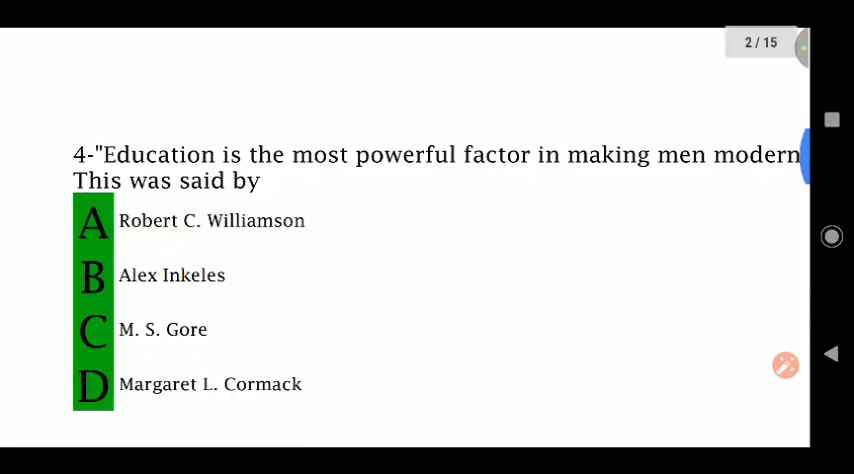 2/15
4-"Education is the most powerful factor in making men modern
This was said by
A Robert C. Williamson
B Alex Inkeles
C M. S. Gore
D Margaret L. Cormack